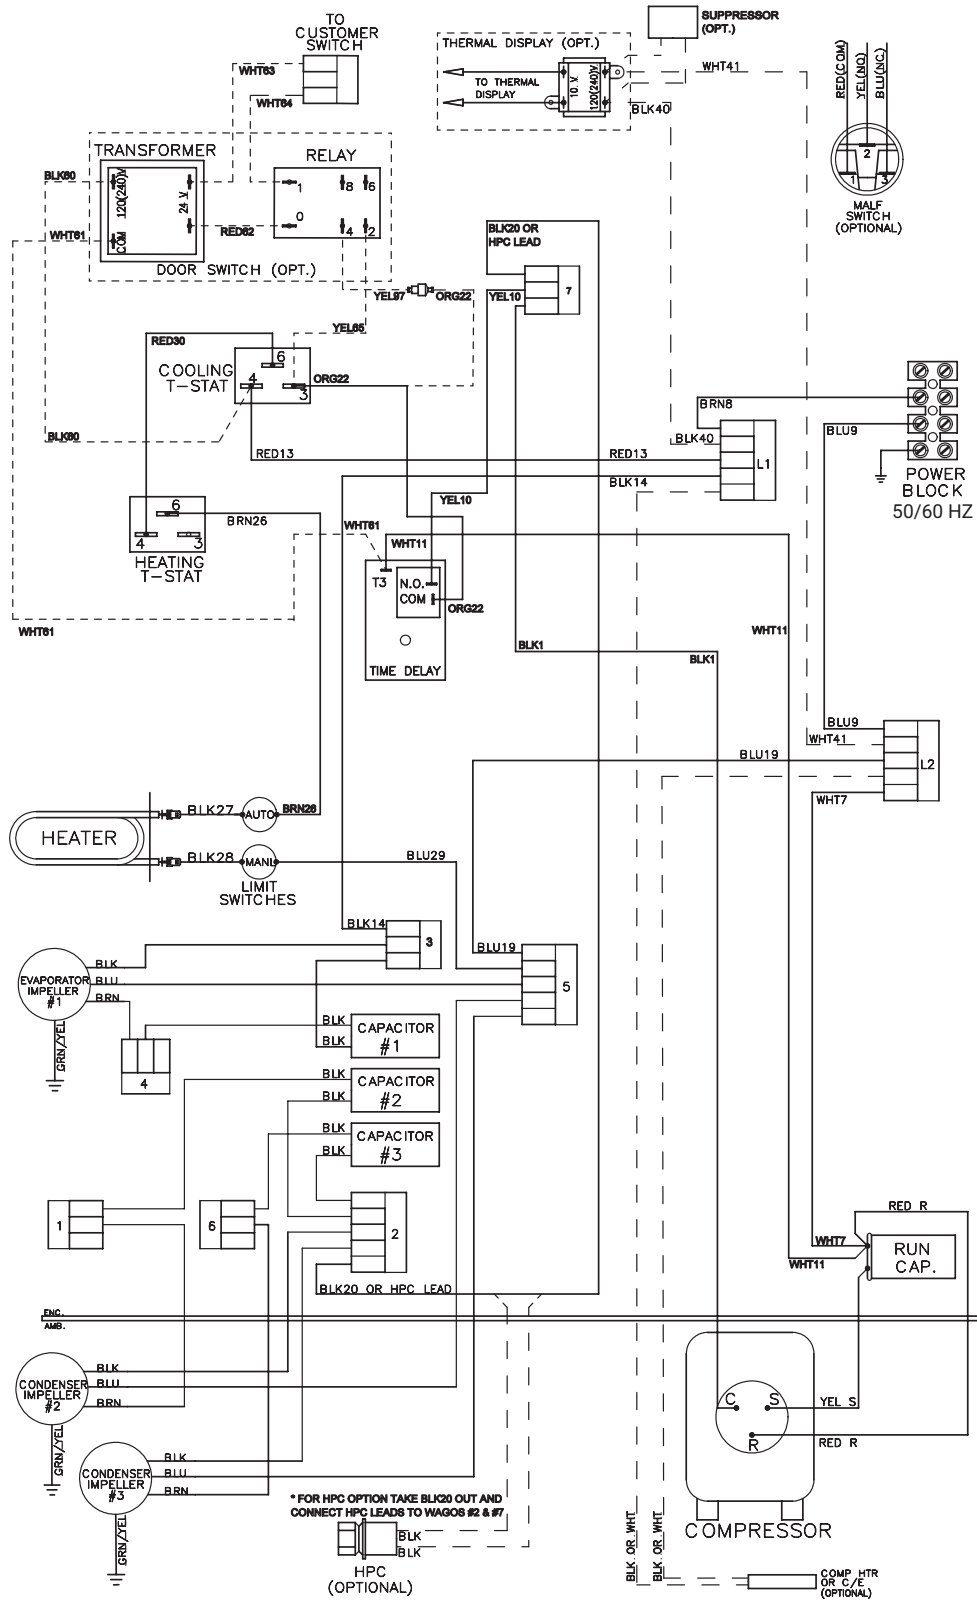 TO
CUSTOMER
SWITCH
SUPPRESSOR
(OPT.)
THERMAL DISPLAY (OPT.)
WHT63
WHT64
TO THERMAL
DISPLAY
10. V
120(240)V
WHT41
BLK40
RED(COM)
YEL(NO)
BLU(NC.)
1
2
3
MALF
SWITCH
(OPTIONAL)
TRANSFORMER
RELAY
BLK60
120(240)V
24 V
COM
1
8
6
0
4
2
WHT61
RED62
DOOR SWITCH (OPT.)
BLK20 OR
HPC LEAD
YEL10
7
YEL97
ORG22
YEL65
RED30
COOLING
T-STAT
6
4
3
ORG22
BLK60
RED13
RED13
BLK14
BRN8
BLK40
L1
BLU9
POWER
BLOCK
50/60 HZ
6
4
3
BRN26
HEATING
T-STAT
WHT61
YEL10
WHT11
T3
N.O.
COM
ORG22
TIME DELAY
WHT61
WHT11
BLK1
BLK1
BLU9
WHT41
BLU19
L2
WHT7
HEATER
BLK27
AUTO
BRN26
BLK28
MANL
BLU29
LIMIT
SWITCHES
BLK14
3
BLU19
5
EVAPORATOR
IMPELLER
#1
BLK
BLU
BRN
GRN/YEL
4
BLK
BLK
CAPACITOR
#1
BLK
BLK
CAPACITOR
#2
BLK
BLK
CAPACITOR
#3
1
6
2
BLK20 OR HPC LEAD
RED R
WHT7
WHT11
RUN
CAP.
ENC.
AMB.
CONDENSER
IMPELLER
#2
BLK
BLU
BRN
GRN/YEL
C
S
R
YEL S
RED R
COMPRESSOR
CONDENSER
IMPELLER
#3
BLK
BLU
BRN
GRN/YEL
* FOR HPC OPTION TAKE BLK20 OUT AND
CONNECT HPC LEADS TO WAGOS #2 & #7
BLK
BLK
HPC
(OPTIONAL)
BLK OR WHT
BLK OR WHT
COMP HTR
OR C/E
(OPTIONAL)